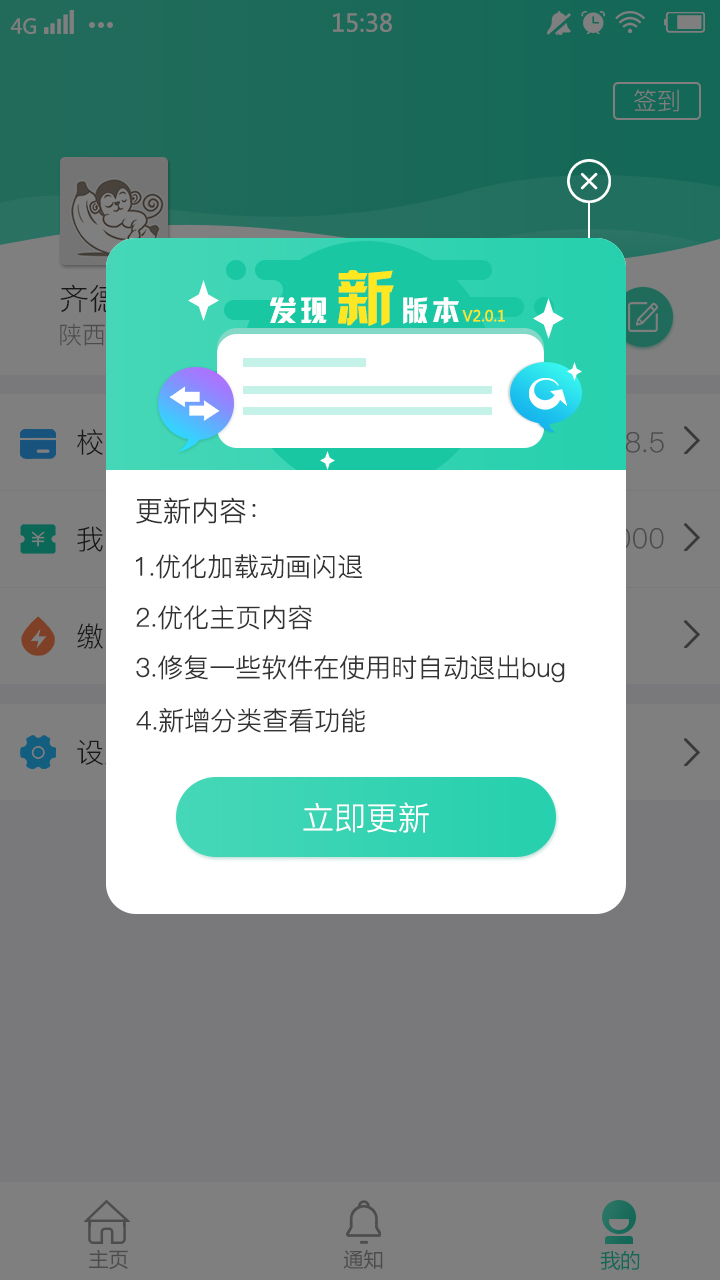 4G
15:38
签到
发现新版本V2.0.1
齐德
陕西
校
8.5
我
000
缴
设
更新内容：
1.优化加载动画闪退
2.优化主页内容
3.修复一些软件在使用时自动退出bug
4.新增分类查看功能
立即更新
主页
通知
我的